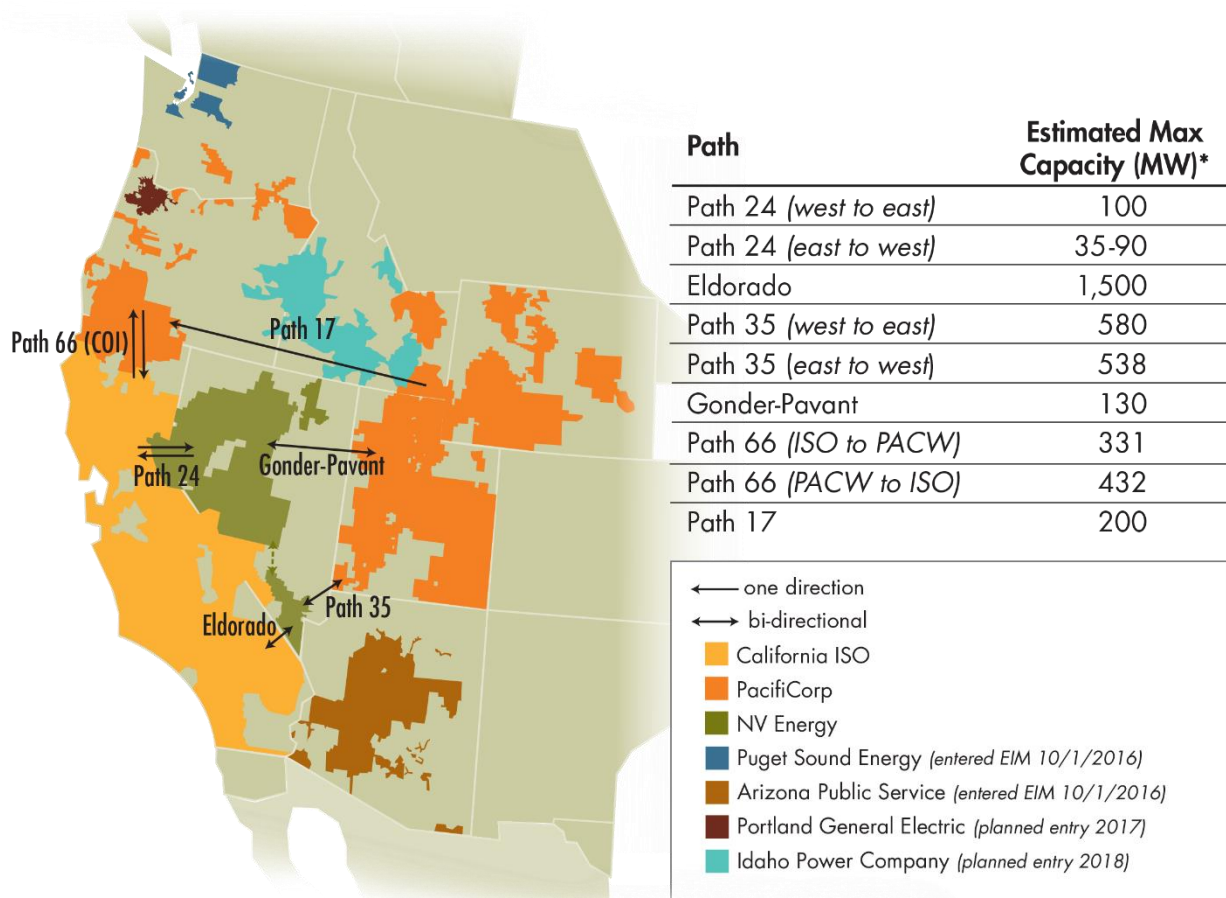 Path 66 (COI)
Path 17
Path 24
Gonder-Pavant
Path 35
Eldorado
Path Estimated Max
Capacity (MW)*
Path 24 (west to east) 100
Path 24 (east to west) 35-90
Eldorado 1,500
Path 35 (west to east) 580
Path 35 (east to west) 538
Gonder-Pavant 130
Path 66 (ISO to PACW) 331
Path 66 (PACW to ISO) 432
Path 17 200
one direction
bi-directional
California ISO
PacifiCorp
NV Energy
Puget Sound Energy (entered EIM 10/1/2016)
Arizona Public Service (entered EIM 10/1/2016)
Portland General Electric (planned entry 2017)
Idaho Power Company (planned entry 2018)